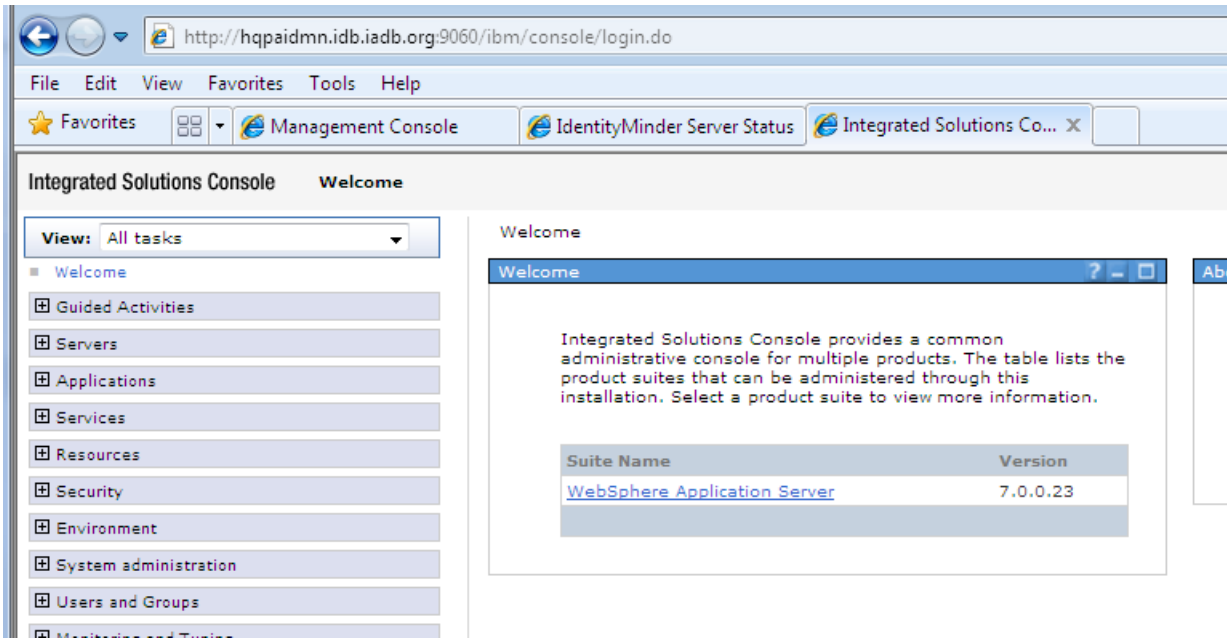 http://hqpaidmn.idb.iadb.org:9060/ibm/console/login.do
File Edit View Favorites Tools Help
Favorites Management Console IdentityMinder Server Status Integrated Solutions Co... X
Integrated Solutions Console Welcome
View: All tasks
Welcome
Guided Activities
Servers
Applications
Services
Resources
Security
Environment
System administration
Users and Groups
Monitoring and Tuning
Welcome
Welcome ?
Integrated Solutions Console provides a common
administrative console for multiple products. The table lists the
product suites that can be administered through this
installation. Select a product suite to view more information.
Suite Name Version
WebSphere Application Server 7.0.0.23